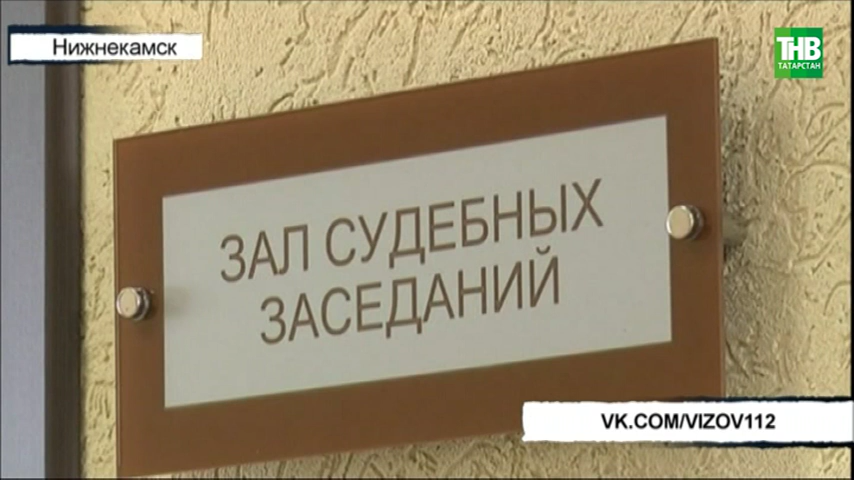 Нижнекамск
ТНВ
ТАТАРСТАН
ЗАЛ СУДЕБНЫХ
ЗАСЕДАНИЙ
VK.COM/VIZOV112